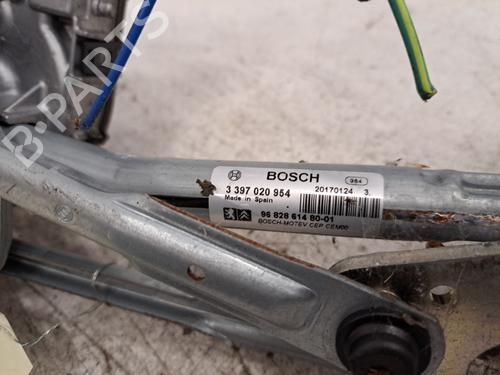 B-PARTS
BOSCH
384
3 397 020 954
20170124 3.
Made in Spain
96 828 614 80-01
BOSCH-MOTEV CEP CEM00